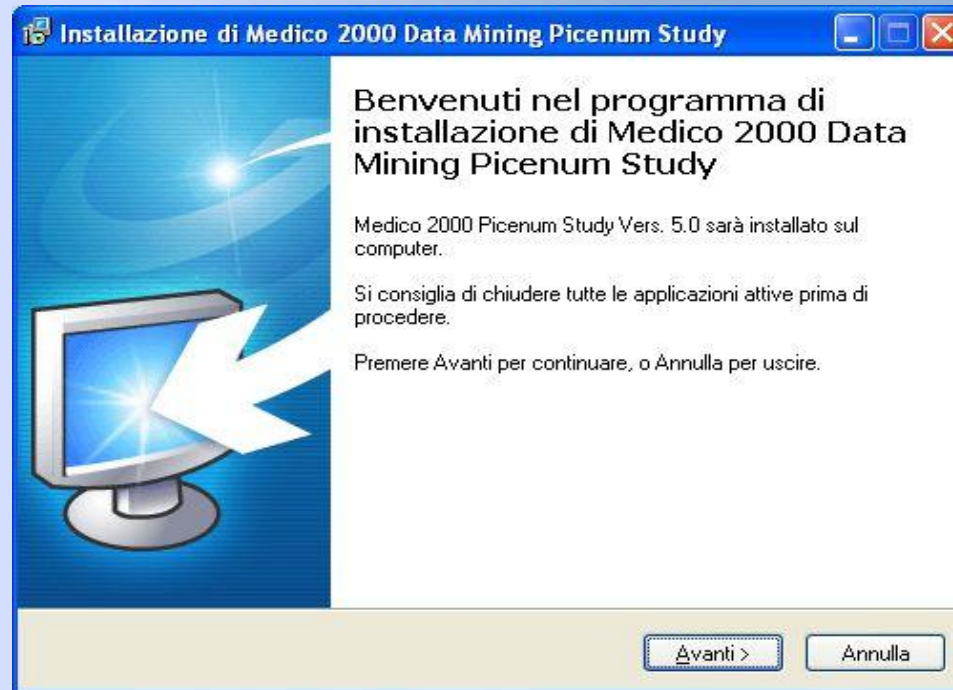 Installazione di Medico 2000 Data Mining Picenum Study
Benvenuti nel programma di
installazione di Medico 2000 Data
Mining Picenum Study
Medico 2000 Picenum Study Vers. 5.0 sarà installato sul
computer.
Si consiglia di chiudere tutte le applicazioni attive prima di
procedere.
Premere Avanti per continuare, o Annulla per uscire.
Avanti >
Annulla